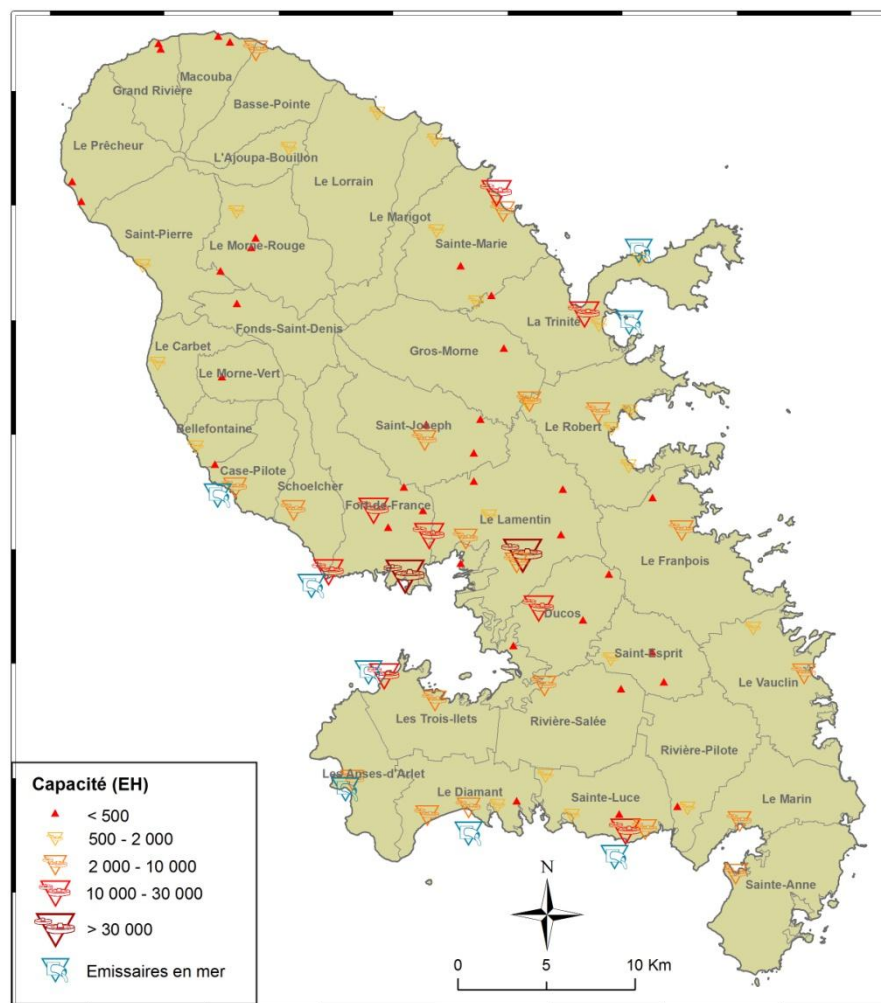 Macouba
Grand Rivière
Basse-Pointe
Le Prêcheur
L'Ajoupa-Bouillon
Le Lorrain
Le Marigot
Saint-Pierre
Le Morne-Rouge
Sainte-Marie
La Trinité
Fonds-Saint-Denis
Le Carbet
Gros-Morne
Le Morne-Vert
Bellefontaine
Saint-Joseph
Le Robert
Case-Pilote
Schoelcher
Fort-de-France
Le Lamentin
Le Franþois
Ducos
Saint-Esprit
Le Vauclin
Les Trois-Ilets
Rivière-Salée
Rivière-Pilote
Les Anses-d'Arlet
Le Diamant
Sainte-Luce
Le Marin
Sainte-Anne
Capacité (EH)
< 500
500 - 2 000
2 000 - 10 000
10 000 - 30 000
> 30 000
Emissaires en mer
N
0 5 10 Km